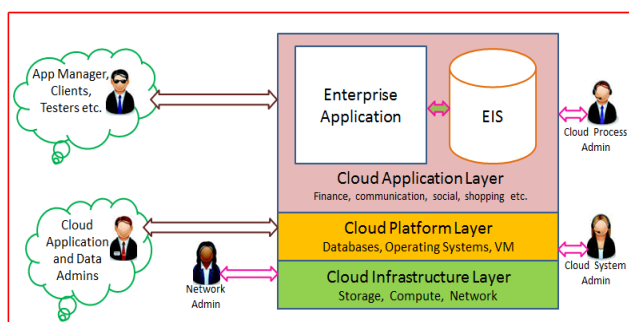 App Manager,
Clients,
Testers etc.
Enterprise
Application
EIS
Cloud Process
Admin
Cloud Application Layer
Finance, communication, social, shopping etc.
Cloud
Application
and Data
Admins
Cloud Platform Layer
Databases, Operating Systems, VM
Cloud System
Admin
Network
Admin
Cloud Infrastructure Layer
Storage, Compute, Network